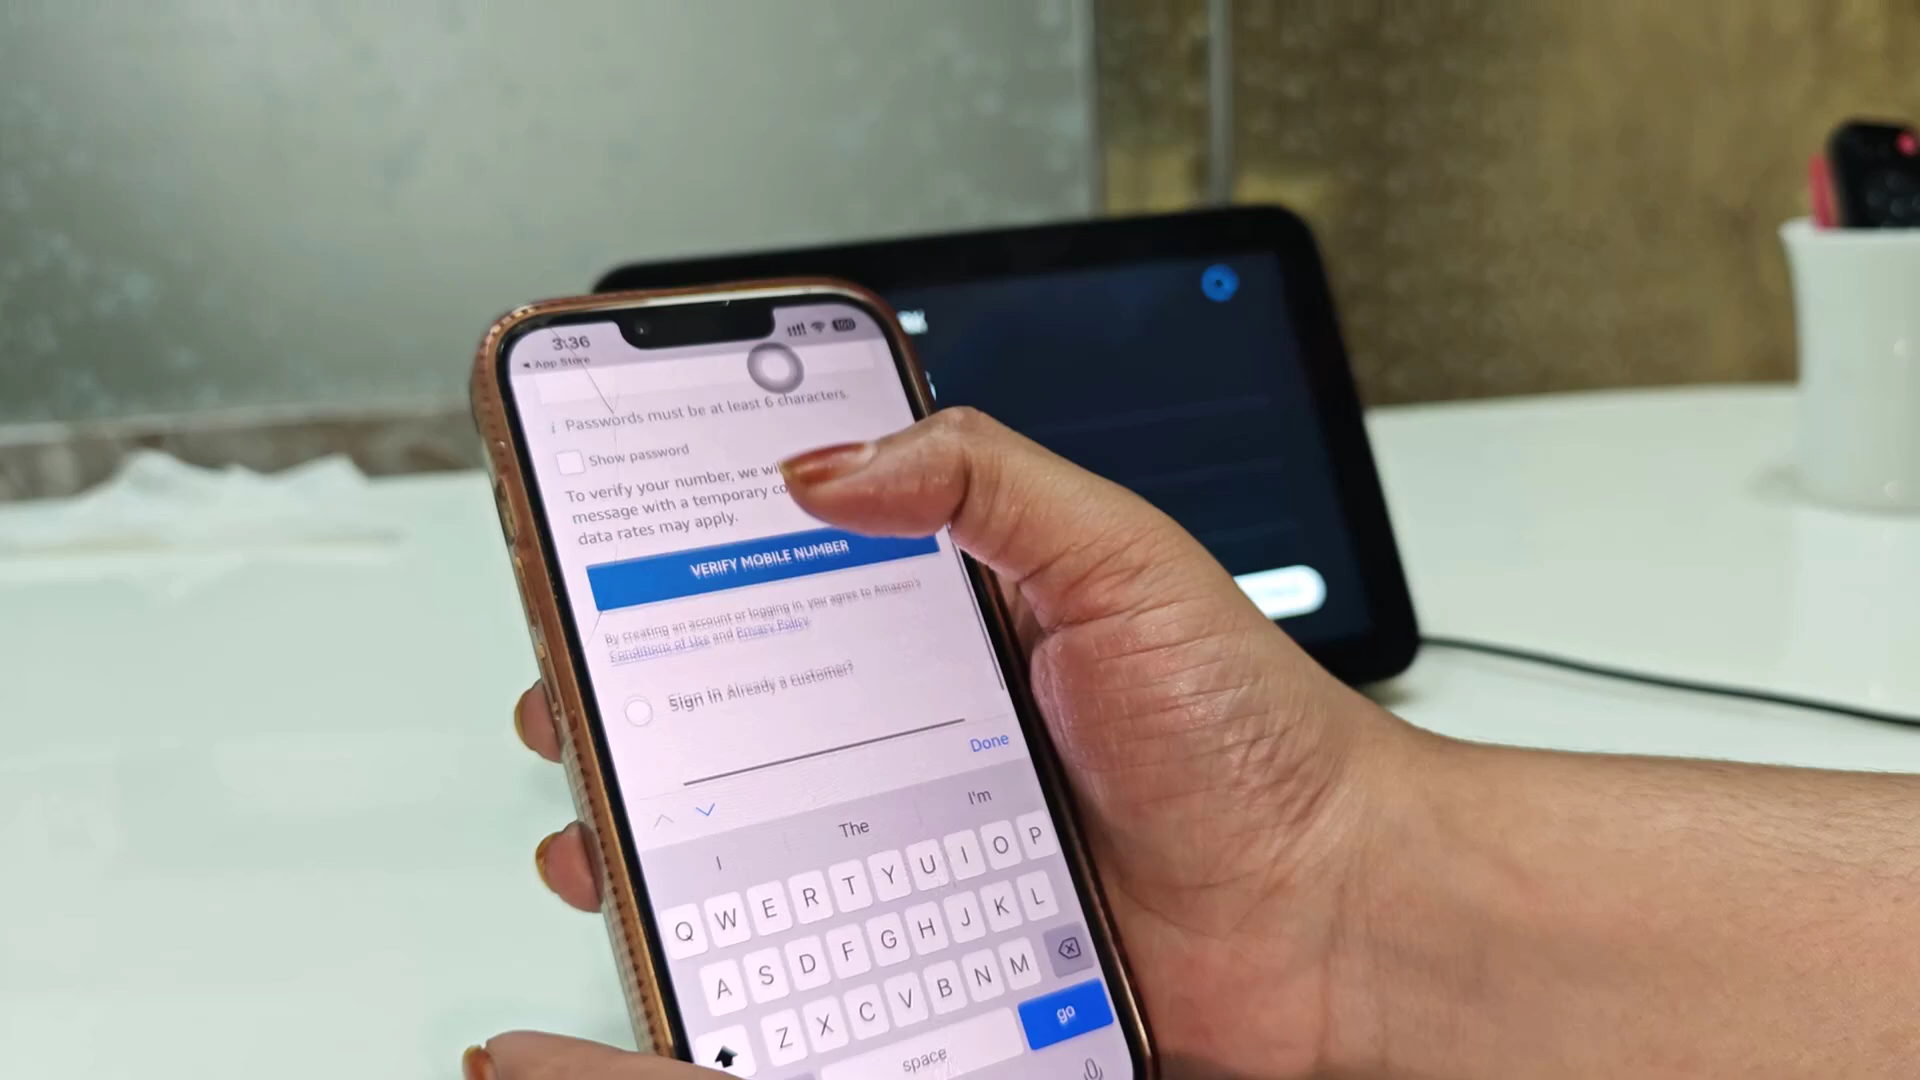 3:36
100
◄ App Store
i Passwords must be at least 6 characters.
Show password
To verify your number, we
message with a temporary
data rates may apply.
VERIFY MOBILE NUMBER
By creating an account or logging in, you agree to Amazon's
Conditions of Use and Privacy Policy.
Sign in Already a customer?
Done
I The I'm
Q W E R T Y U I O P
A S D F G H J K L
Z X C V B N M
space go